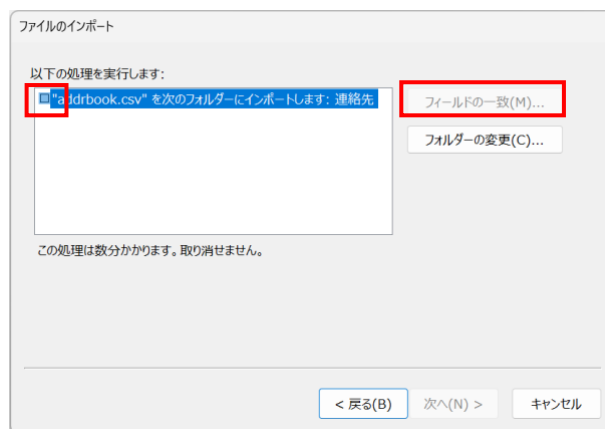 ファイルのインポート
以下の処理を実行します:
"addrbook.csv" を次のフォルダーにインポートします: 連絡先
フィールドの一致(M)...
フォルダーの変更(C)...
この処理は数分かかります。取り消せません。
< 戻る(B)
次へ(N) >
キャンセル